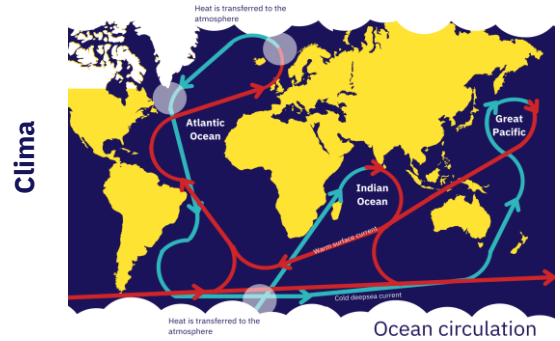 Heat is transferred to the
atmosphere
Clima
Atlantic
Ocean
Great
Pacific
Indian
Ocean
Warm surface current
Cold deepsea current
Heat is transferred to the
atmosphere
Ocean circulation